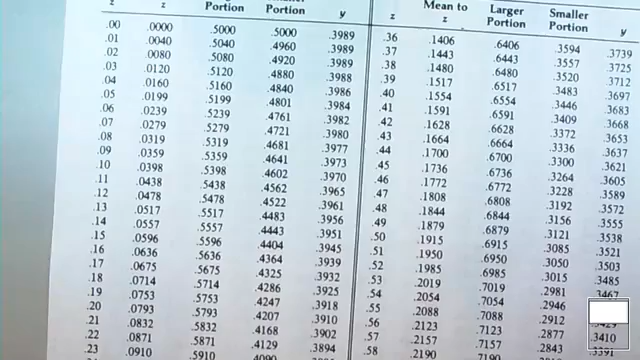 z z Portion Portion y
.00 .0000 .5000 .5000 .3989
.01 .0040 .5040 .4960 .3989
.02 .0080 .5080 .4920 .3989
.03 .0120 .5120 .4880 .3988
.04 .0160 .5160 .4840 .3986
.05 .0199 .5199 .4801 .3984
.06 .0239 .5239 .4761 .3982
.07 .0279 .5279 .4721 .3980
.08 .0319 .5319 .4681 .3977
.09 .0359 .5359 .4641 .3973
.10 .0398 .5398 .4602 .3970
.11 .0438 .5438 .4562 .3965
.12 .0478 .5478 .4522 .3961
.13 .0517 .5517 .4483 .3956
.14 .0557 .5557 .4443 .3951
.15 .0596 .5596 .4404 .3945
.16 .0636 .5636 .4364 .3939
.17 .0675 .5675 .4325 .3932
.18 .0714 .5714 .4286 .3925
.19 .0753 .5753 .4247 .3918
.20 .0793 .5793 .4207 .3910
.21 .0832 .5832 .4168 .3902
.22 .0871 .5871 .4129 .3894
.23 .0910 .5910 .4090
Mean to Larger Smaller
z z Portion Portion y
.36 .1406 .6406 .3594 .3739
.37 .1443 .6443 .3557 .3725
.38 .1480 .6480 .3520 .3712
.39 .1517 .6517 .3483 .3697
.40 .1554 .6554 .3446 .3683
.41 .1591 .6591 .3409 .3668
.42 .1628 .6628 .3372 .3653
.43 .1664 .6664 .3336 .3637
.44 .1700 .6700 .3300 .3621
.45 .1736 .6736 .3264 .3605
.46 .1772 .6772 .3228 .3589
.47 .1808 .6808 .3192 .3572
.48 .1844 .6844 .3156 .3555
.49 .1879 .6879 .3121 .3538
.50 .1915 .6915 .3085 .3521
.51 .1950 .6950 .3050 .3503
.52 .1985 .6985 .3015 .3485
.53 .2019 .7019 .2981 .3467
.54 .2054 .7054 .2946
.55 .2088 .7088 .2912 .3429
.56 .2123 .7123 .2877 .3410
.57 .2157 .7157 .2843 .3391
.58 .2190 .7190